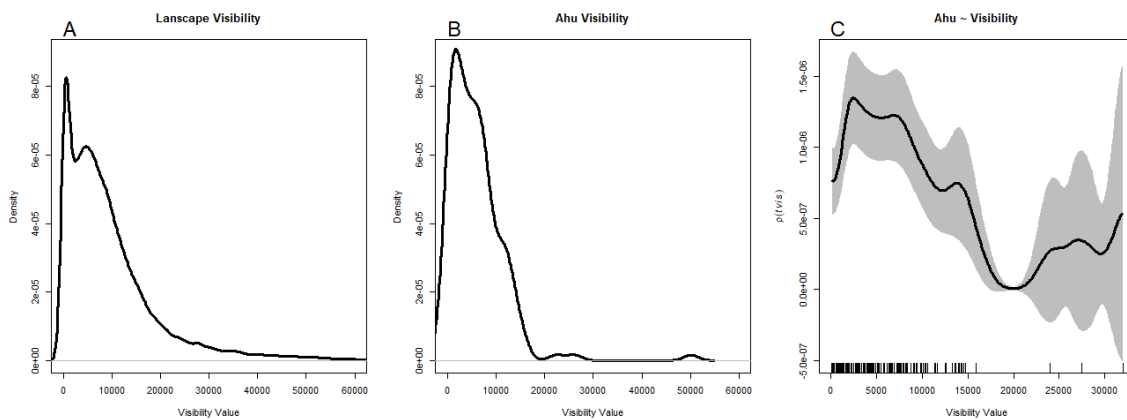 A
Lanscape Visibility
Density
8e-05
6e-05
4e-05
2e-05
0e+00
0
10000
20000
30000
40000
50000
60000
Visibility Value
B
Ahu Visibility
Density
8e-05
6e-05
4e-05
2e-05
0e+00
0
10000
20000
30000
40000
50000
60000
Visibility Value
C
Ahu ~ Visibility
ρ(tvis)
1.5e-06
1.0e-06
5.0e-07
0.0e+00
-5.0e-07
0
5000
10000
15000
20000
25000
30000
Visibility Value